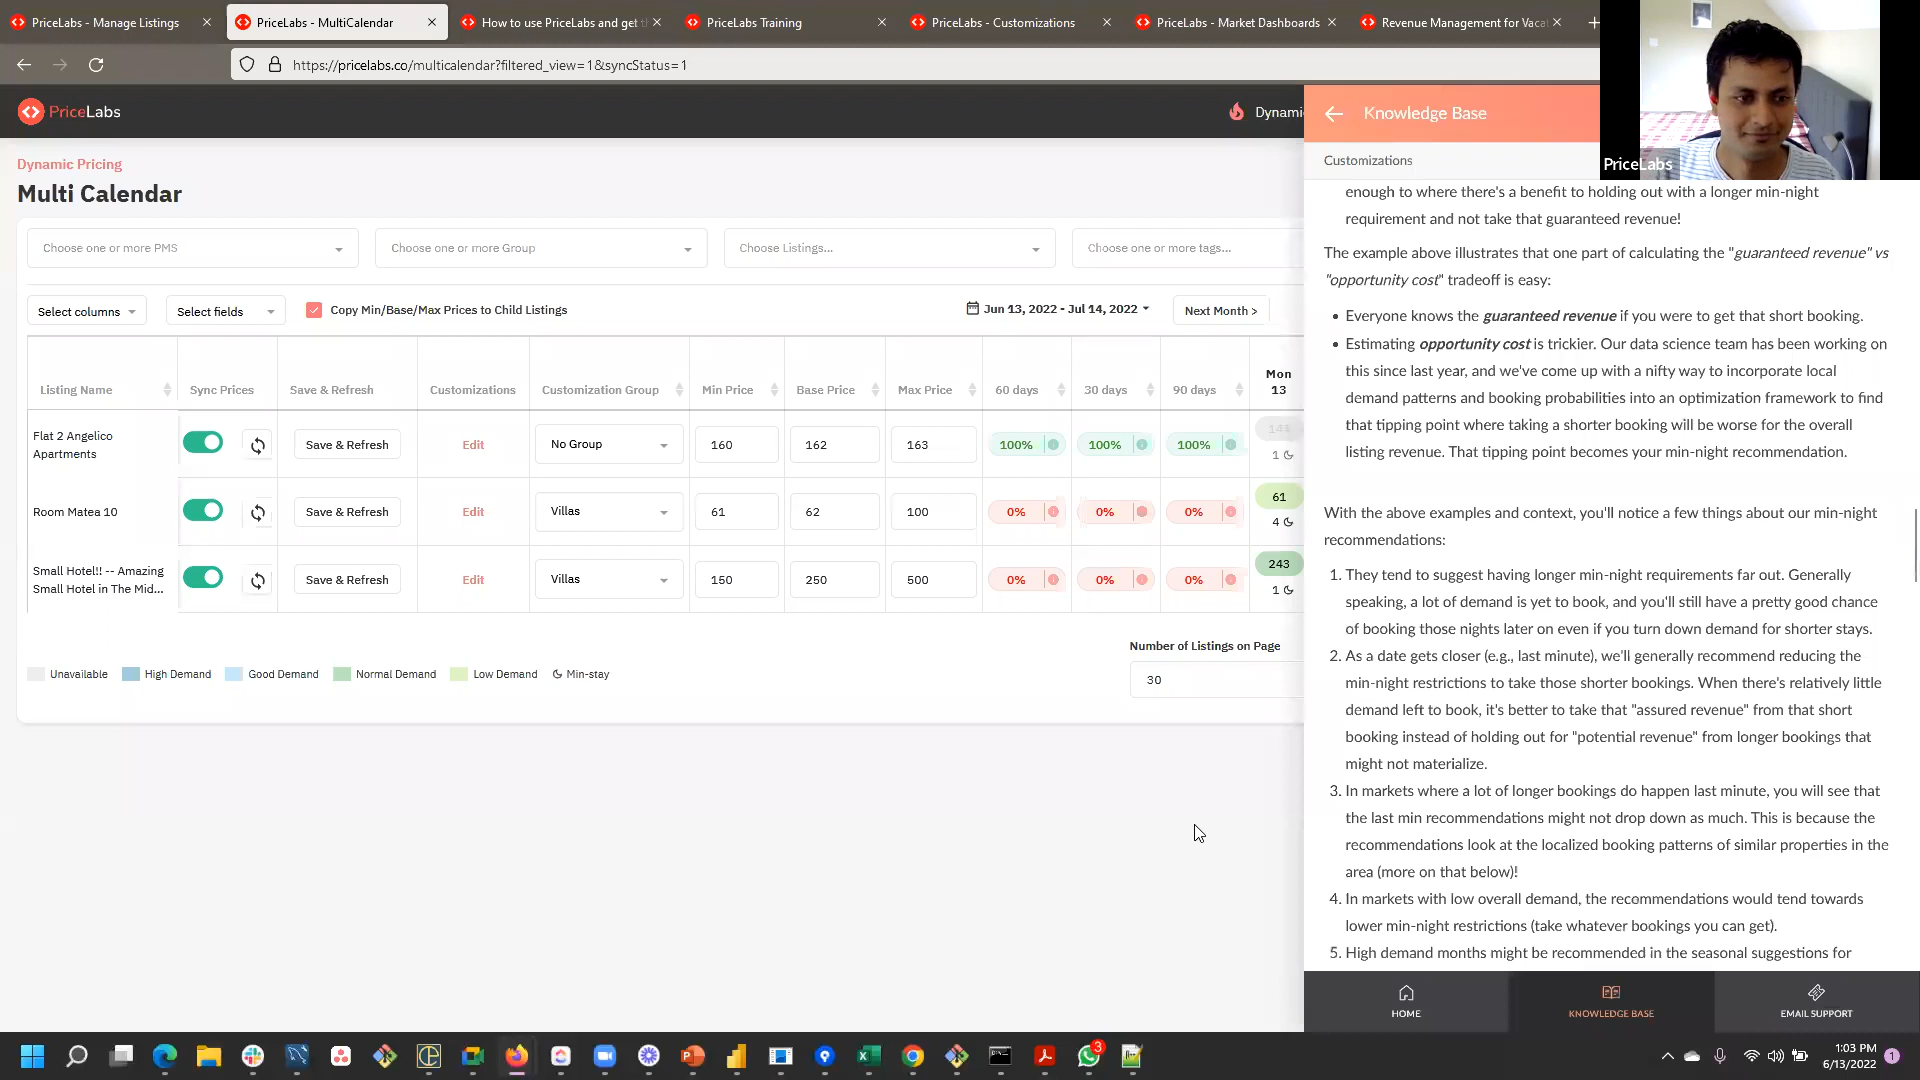 PriceLabs - Manage Listings
PriceLabs - MultiCalendar
How to use PriceLabs and get t
PriceLabs Training
PriceLabs - Customizations
PriceLabs - Market Dashboards
Revenue Management for Vaca
https://pricelabs.co/multicalendar?filtered_view=1&syncStatus=1
PriceLabs
Dynami
Knowledge Base
PriceLabs
Dynamic Pricing
Multi Calendar
Choose one or more PMS
Choose one or more Group
Choose Listings...
Choose one or more tags...
Select columns
Select fields
Copy Min/Base/Max Prices to Child Listings
Jun 13, 2022 - Jul 14, 2022
Next Month >
Listing Name
Sync Prices
Save & Refresh
Customizations
Customization Group
Min Price
Base Price
Max Price
60 days
30 days
90 days
Mon
13
Flat 2 Angelico
Apartments
Save & Refresh
Edit
No Group
160
162
163
100%
100%
100%
1
Room Matea 10
Save & Refresh
Edit
Villas
61
62
100
0%
0%
0%
61
4
Small Hotel!! -- Amazing
Small Hotel in The Mid...
Save & Refresh
Edit
Villas
150
250
500
0%
0%
0%
243
1
Number of Listings on Page
30
Unavailable
High Demand
Good Demand
Normal Demand
Low Demand
Min-stay
Customizations
enough to where there's a benefit to holding out with a longer min-night
requirement and not take that guaranteed revenue!
The example above illustrates that one part of calculating the "guaranteed revenue" vs
"opportunity cost" tradeoff is easy:
• Everyone knows the guaranteed revenue if you were to get that short booking.
• Estimating opportunity cost is trickier. Our data science team has been working on
this since last year, and we've come up with a nifty way to incorporate local
demand patterns and booking probabilities into an optimization framework to find
that tipping point where taking a shorter booking will be worse for the overall
listing revenue. That tipping point becomes your min-night recommendation.
With the above examples and context, you'll notice a few things about our min-night
recommendations:
1. They tend to suggest having longer min-night requirements far out. Generally
speaking, a lot of demand is yet to book, and you'll still have a pretty good chance
of booking those nights later on even if you turn down demand for shorter stays.
2. As a date gets closer (e.g., last minute), we'll generally recommend reducing the
min-night restrictions to take those shorter bookings. When there's relatively little
demand left to book, it's better to take that "assured revenue" from that short
booking instead of holding out for "potential revenue" from longer bookings that
might not materialize.
3. In markets where a lot of longer bookings do happen last minute, you will see that
the last min recommendations might not drop down as much. This is because the
recommendations look at the localized booking patterns of similar properties in the
area (more on that below)!
4. In markets with low overall demand, the recommendations would tend towards
lower min-night restrictions (take whatever bookings you can get).
5. High demand months might be recommended in the seasonal suggestions for
HOME
KNOWLEDGE BASE
EMAIL SUPPORT
3
1:03 PM
6/13/2022
1